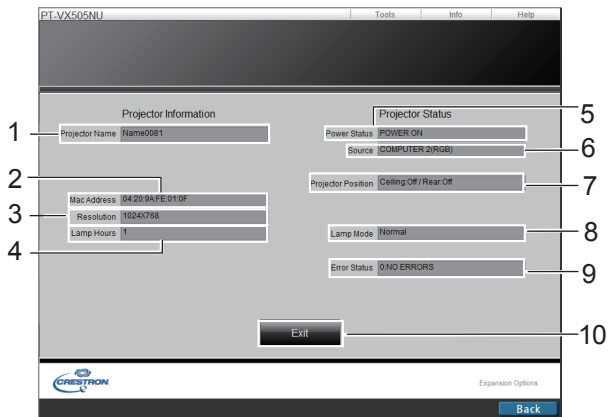 PT-VX505NU
Tools Info Help
Projector Information
Projector Status
1 Projector Name Name0081
5
Power Status POWER ON
Source COMPUTER 2(RGB) 6
2
Projector Position Ceiling:Off / Rear:Off 7
Mac Address 04:20:9A:FE:01:0F
3 Resolution 1024X768
Lamp Hours 1
4
Lamp Mode Normal 8
Error Status 0:NO ERRORS 9
Exit 10
CRESTRON
Expansion Options
Back